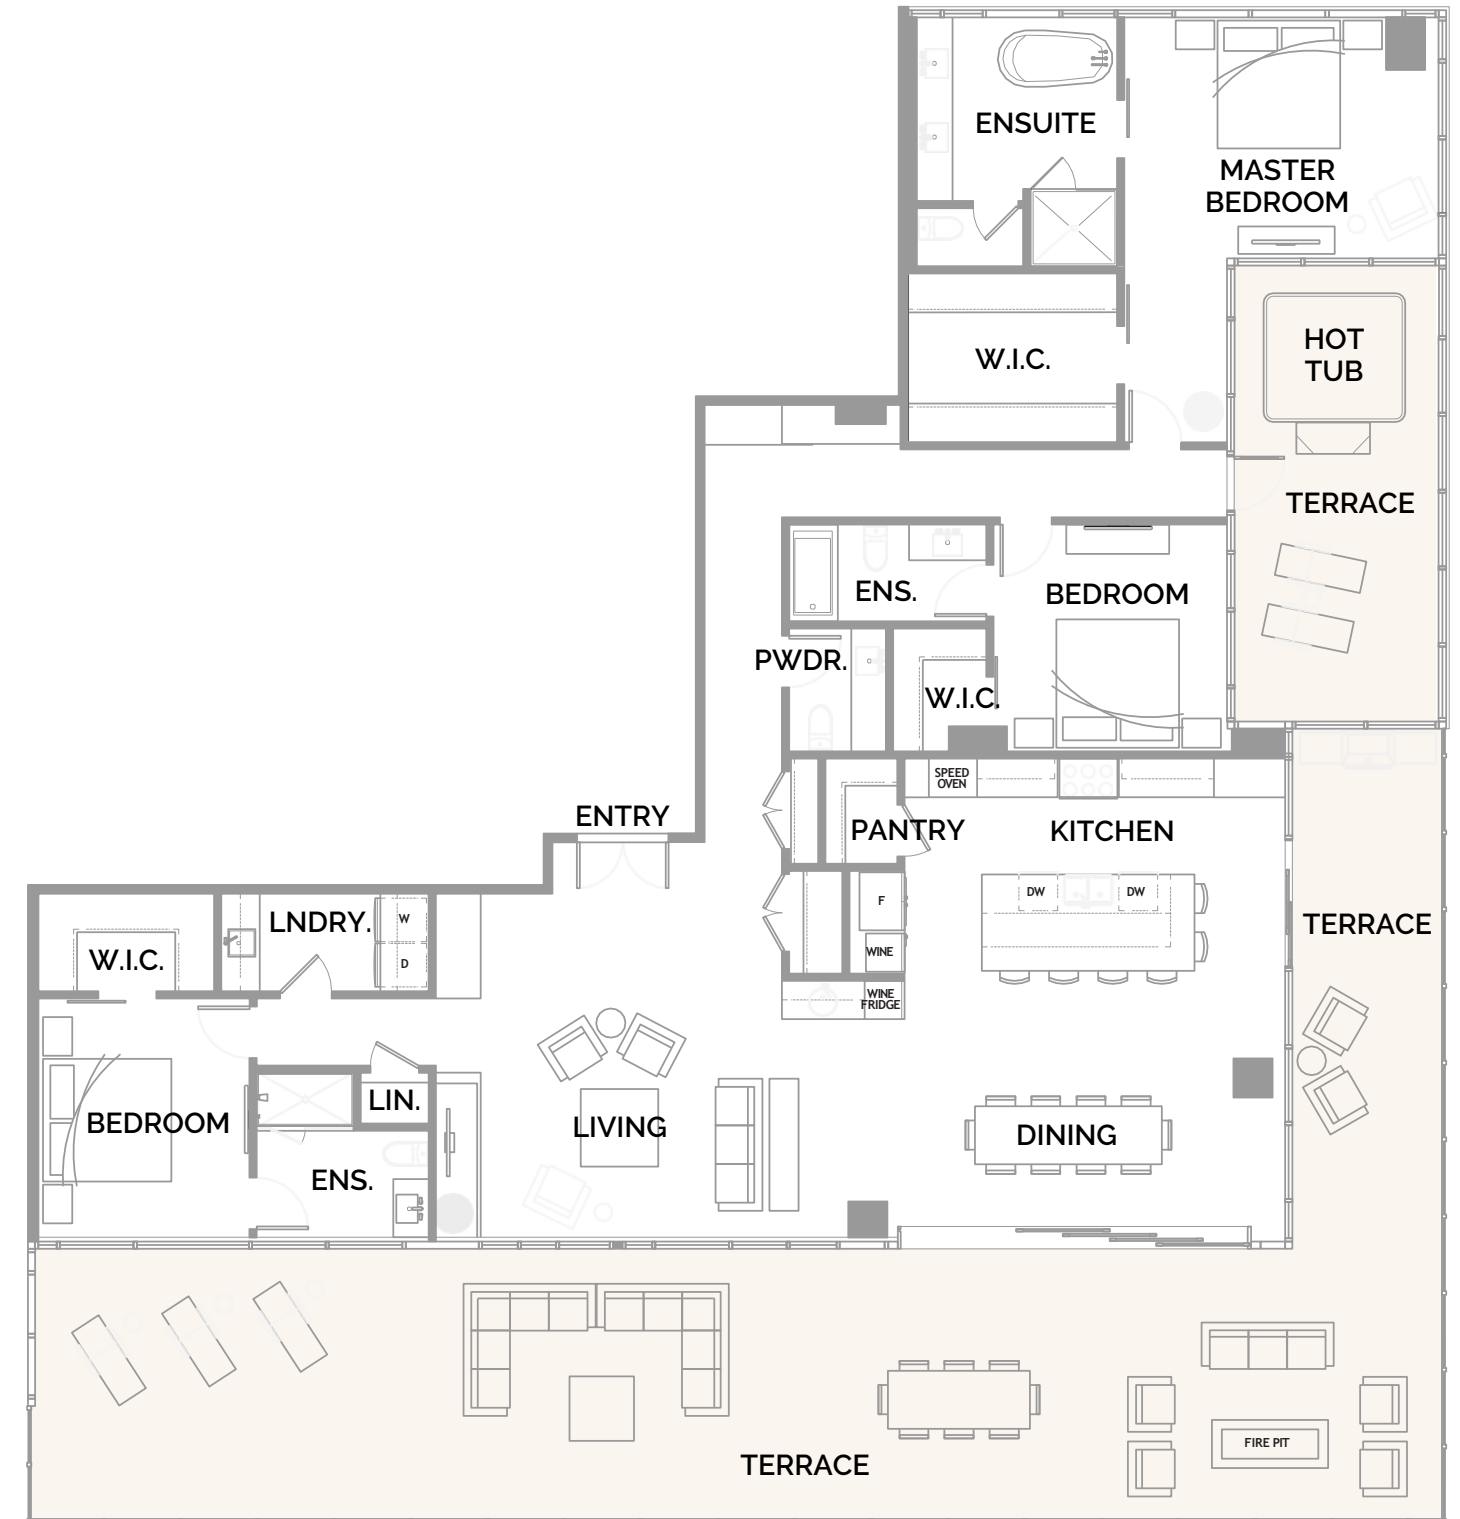 ENSUITE
MASTER
BEDROOM
HOT
TUB
W.I.C.
TERRACE
ENS.
BEDROOM
PWDR.
W.I.C.
SPEED
OVEN
ENTRY
PANTRY
KITCHEN
DW
DW
F
W
LNDRY.
TERRACE
WINE
W.I.C.
D
WINE
FRIDGE
LIN.
BEDROOM
LIVING
DINING
ENS.
FIRE PIT
TERRACE